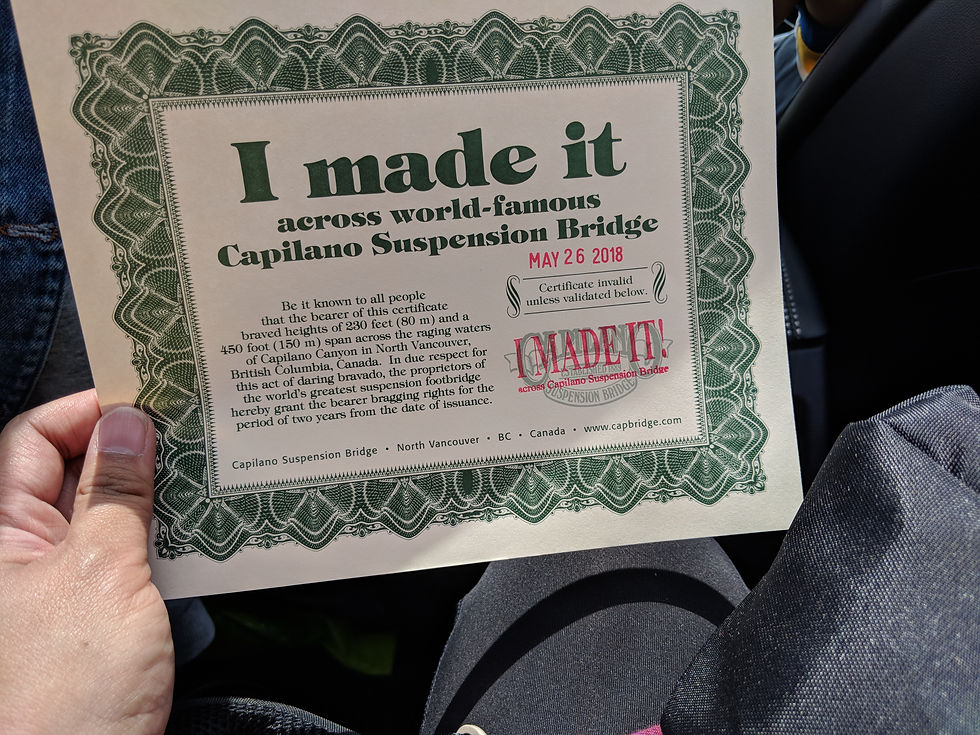 I made it
across world-famous
Capilano Suspension Bridge
MAY 26 2018
Certificate invalid
unless validated below.
Be it known to all people
that the bearer of this certificate
braved heights of 230 feet (80 m) and a
450 foot (150 m) span across the raging waters
of Capilano Canyon in North Vancouver,
British Columbia, Canada. In due respect for
this act of daring bravado, the proprietors of
the world's greatest suspension footbridge
hereby grant the bearer bragging rights for the
period of two years from the date of issuance.
CAPILANO
I MADE IT!
ESTABLISHED
across Capilano Suspension Bridge
SUSPENSION BRIDGE
Capilano Suspension Bridge • North Vancouver • BC • Canada • www.capbridge.com